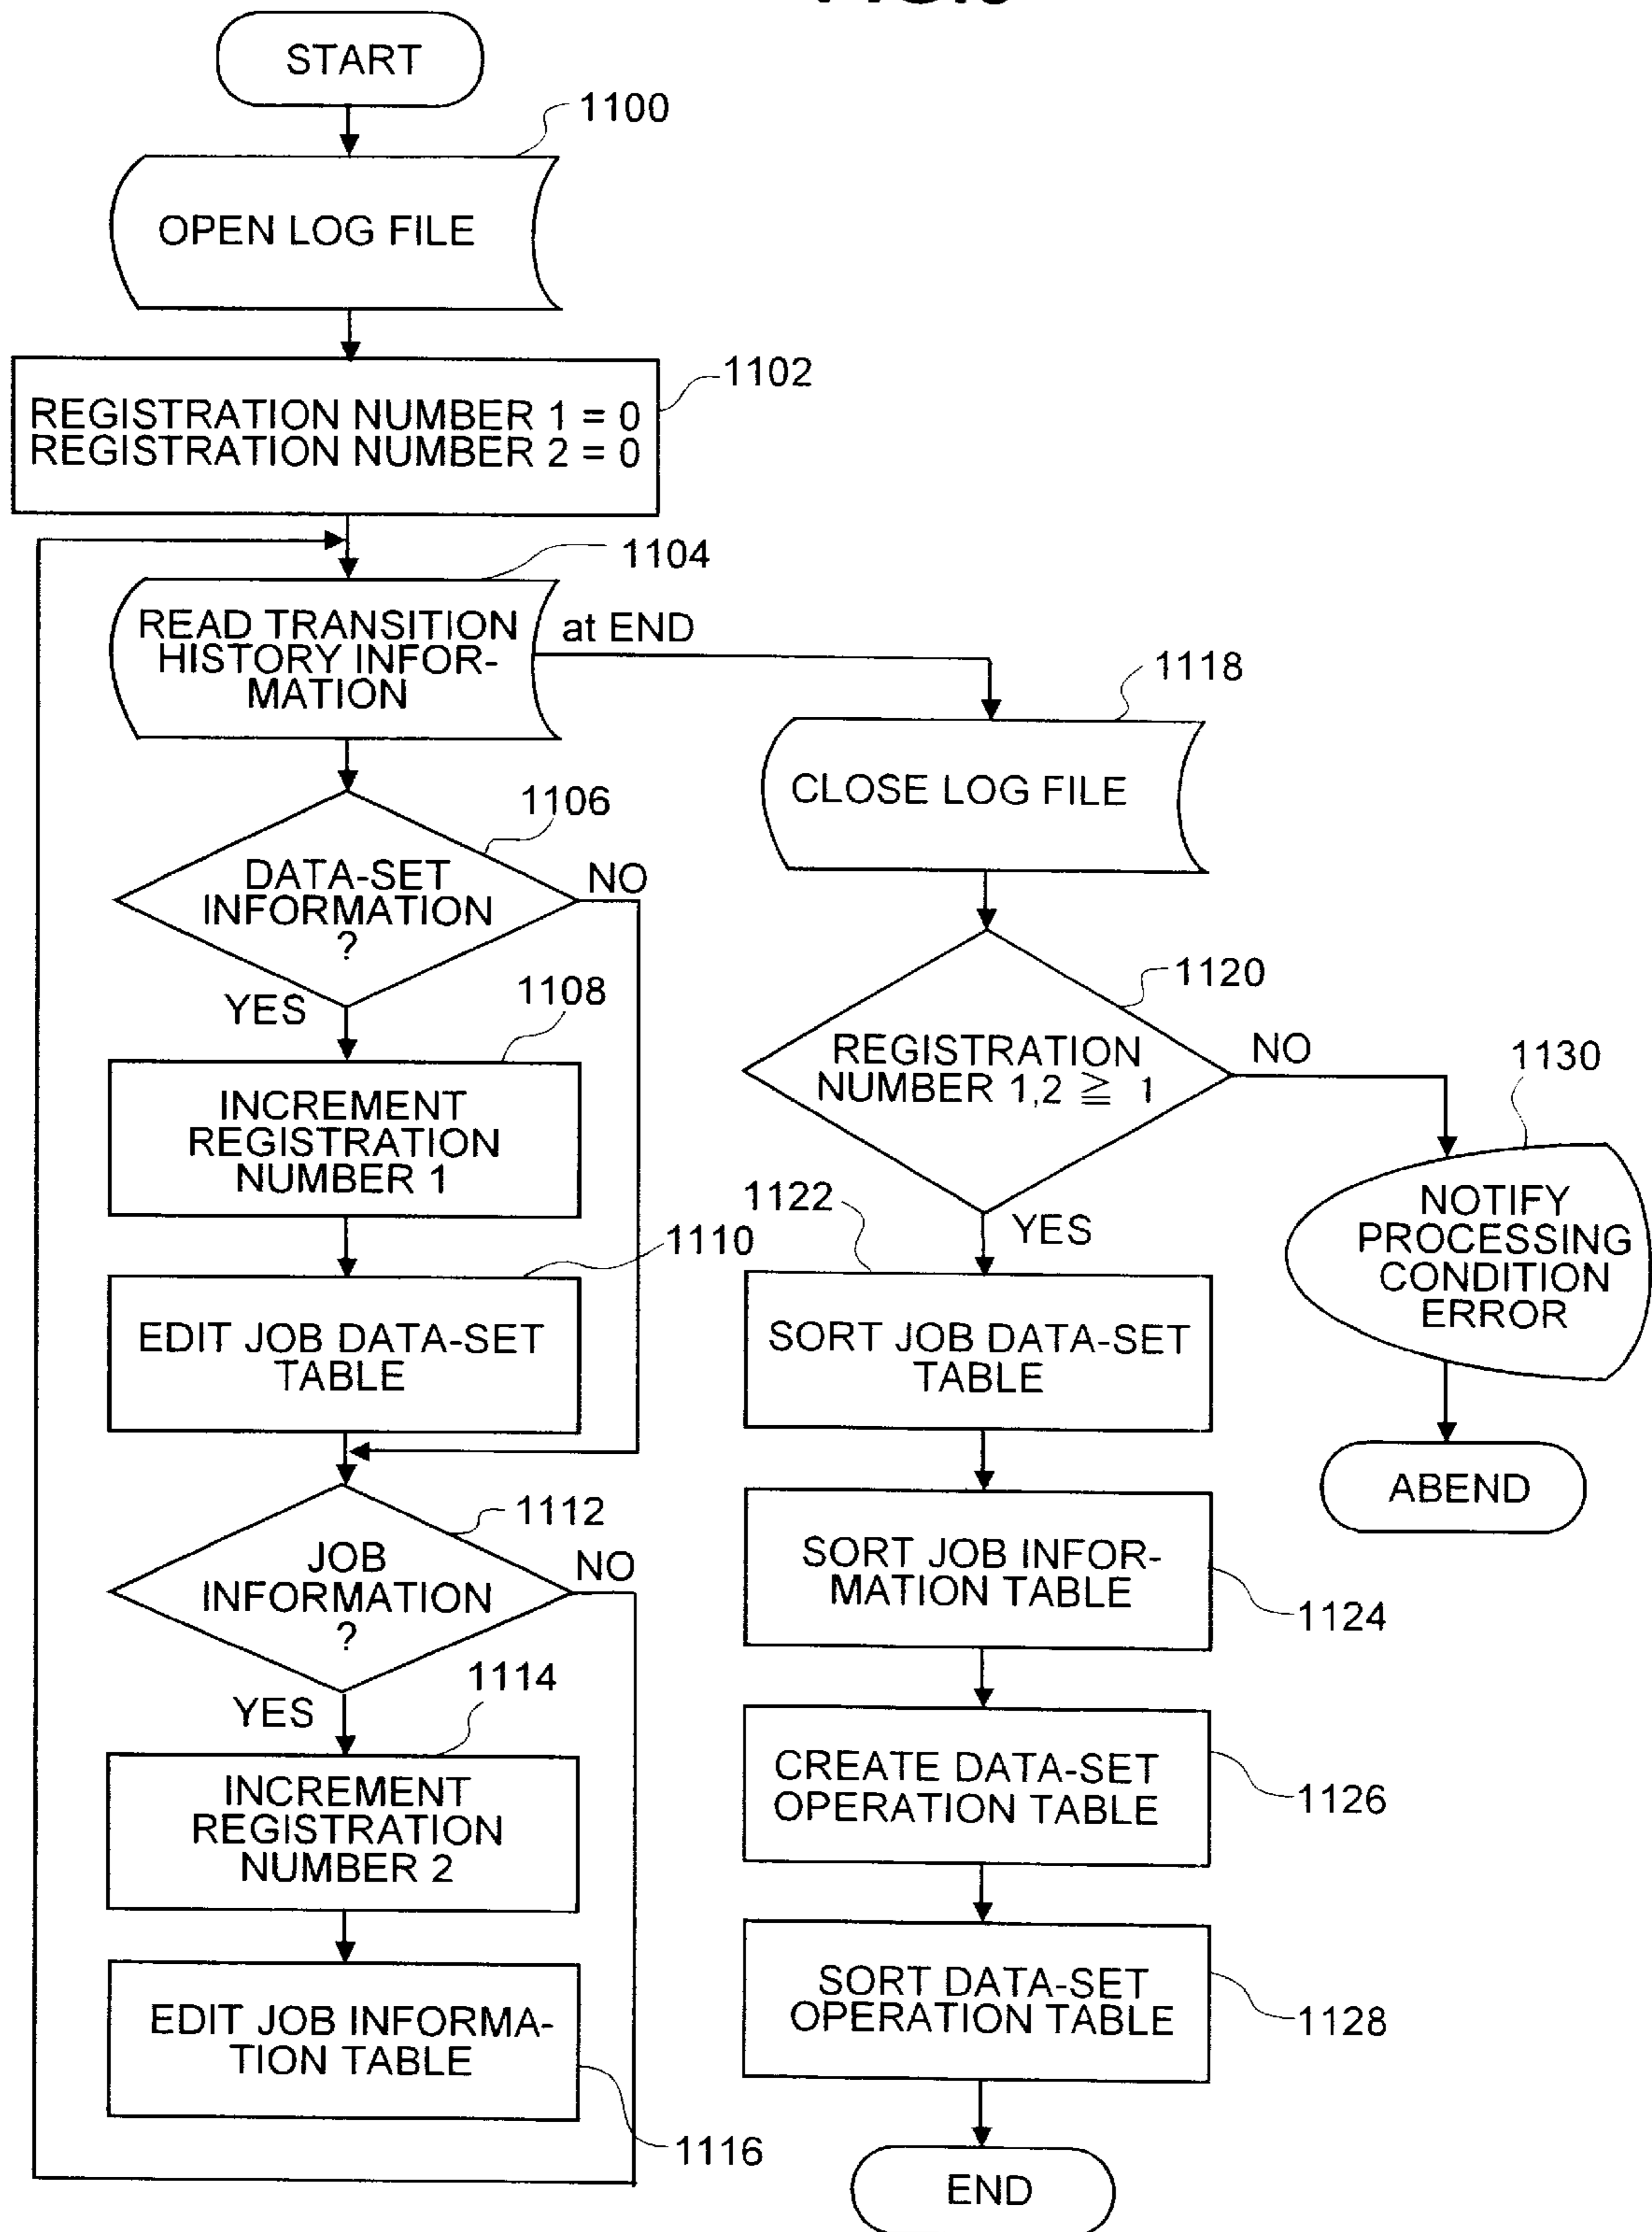 START
1100
OPEN LOG FILE
1102
REGISTRATION NUMBER 1 = 0
REGISTRATION NUMBER 2 = 0
1104
READ TRANSITION
HISTORY INFOR-
MATION
at END
1118
CLOSE LOG FILE
1106
DATA-SET
INFORMATION
?
NO
YES
1108
INCREMENT
REGISTRATION
NUMBER 1
1110
EDIT JOB DATA-SET
TABLE
1112
JOB
INFORMATION
?
NO
YES
1114
INCREMENT
REGISTRATION
NUMBER 2
EDIT JOB INFORMA-
TION TABLE
1116
1120
REGISTRATION
NUMBER 1,2 ≧ 1
NO
1130
NOTIFY
PROCESSING
CONDITION
ERROR
ABEND
YES
1122
SORT JOB DATA-SET
TABLE
SORT JOB INFOR-
MATION TABLE
1124
CREATE DATA-SET
OPERATION TABLE
1126
SORT DATA-SET
OPERATION TABLE
1128
END